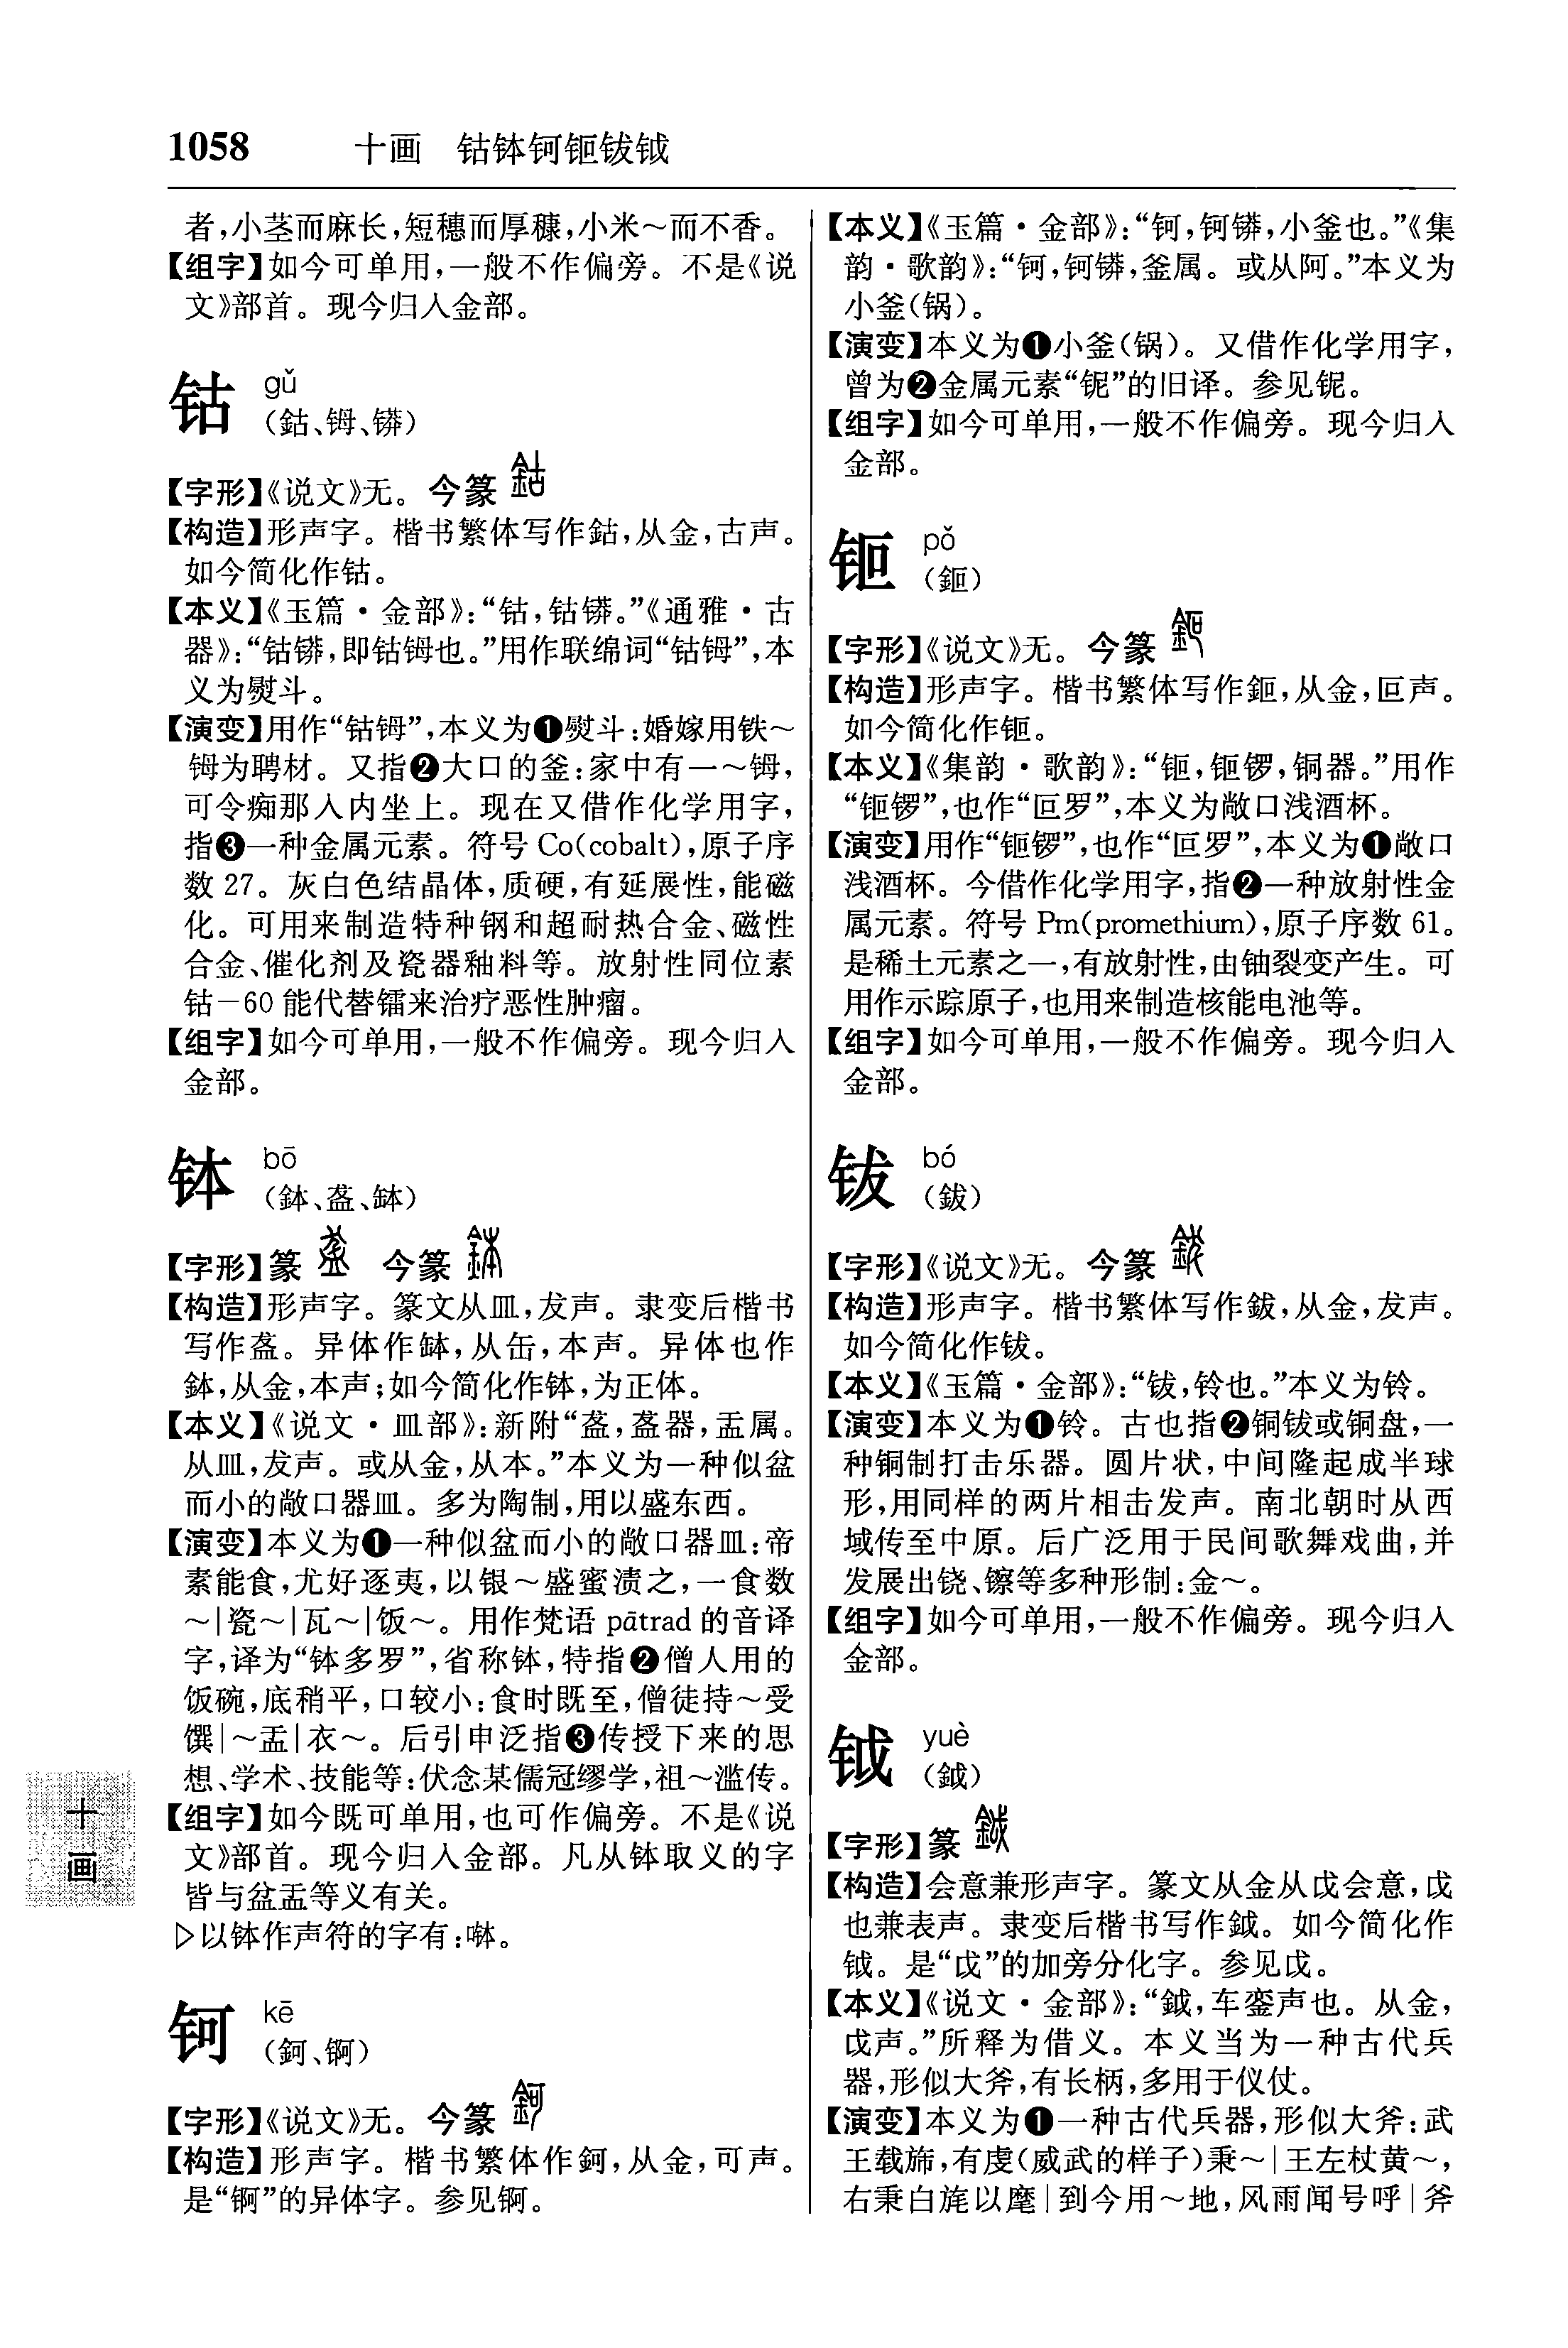 1058 十画 钴钵钶钷钹钺
者,小茎而麻长,短穗而厚糠,小米~而不香。
【组字】如今可单用,一般不作偏旁。不是《说
文》部首。现今归入金部。
钴 gǔ
(鈷、钴、䥈)
【字形】《说文》无。今篆
【构造】形声字。楷书繁体写作鈷,从金,古声。
如今简化作钴。
【本义】《玉篇·金部》:“钴,钴䥈。”《通雅·古
器》:“钴䥈,即钴鉧也。”用作联绵词“钴鉧”,本
义为熨斗。
【演变】用作“钴鉧”,本义为❶熨斗:婚嫁用铁~
鉧为聘材。又指❷大口的釜:家中有一~鉧,
可令痴那人内坐上。现在又借作化学用字,
指❸一种金属元素。符号 Co(cobalt),原子序
数 27。灰白色结晶体,质硬,有延展性,能磁
化。可用来制造特种钢和超耐热合金、磁性
合金、催化剂及瓷器釉料等。放射性同位素
钴-60 能代替镭来治疗恶性肿瘤。
【组字】如今可单用,一般不作偏旁。现今归入
金部。
钵 bō
(鉢、盋、缽)
【字形】篆 今篆
【构造】形声字。篆文从皿,犮声。隶变后楷书
写作盋。异体作缽,从缶,本声。异体也作
鉢,从金,本声;如今简化作钵,为正体。
【本义】《说文·皿部》:新附“盋,盋器,盂属。
从皿,犮声。或从金,从本。”本义为一种似盆
而小的敞口器皿。多为陶制,用以盛东西。
【演变】本义为❶一种似盆而小的敞口器皿:帝
素能食,尤好逐夷,以银~盛蜜渍之,一食数
~|瓷~|瓦~|饭~。用作梵语 pātrad 的音译
字,译为“钵多罗”,省称钵,特指❷僧人用的
饭碗,底稍平,口较小:食时既至,僧徒持~受
馔|~盂|衣~。后引申泛指❸传授下来的思
想、学术、技能等:伏念某儒冠缪学,祖~滥传。
【组字】如今既可单用,也可作偏旁。不是《说
文》部首。现今归入金部。凡从钵取义的字
皆与盆盂等义有关。
▷以钵作声符的字有:㗑。
钶 kē
(鈳、锕)
【字形】《说文》无。今篆
【构造】形声字。楷书繁体作鈳,从金,可声。
是“锕”的异体字。参见锕。
【本义】《玉篇·金部》:“钶,钶䥈,小釜也。”《集
韵·歌韵》:“钶,钶䥈,釜属。或从阿。”本义为
小釜(锅)。
【演变】本义为❶小釜(锅)。又借作化学用字,
曾为❷金属元素“铌”的旧译。参见铌。
【组字】如今可单用,一般不作偏旁。现今归入
金部。
钷 pǒ
(鉕)
【字形】《说文》无。今篆
【构造】形声字。楷书繁体写作鉕,从金,叵声。
如今简化作钷。
【本义】《集韵·歌韵》:“钷,钷锣,铜器。”用作
“钷锣”,也作“叵罗”,本义为敞口浅酒杯。
【演变】用作“钷锣”,也作“叵罗”,本义为❶敞口
浅酒杯。今借作化学用字,指❷一种放射性金
属元素。符号 Pm(promethium),原子序数 61。
是稀土元素之一,有放射性,由铀裂变产生。可
用作示踪原子,也用来制造核能电池等。
【组字】如今可单用,一般不作偏旁。现今归入
金部。
钹 bó
(鈸)
【字形】《说文》无。今篆
【构造】形声字。楷书繁体写作鈸,从金,犮声。
如今简化作钹。
【本义】《玉篇·金部》:“钹,铃也。”本义为铃。
【演变】本义为❶铃。古也指❷铜钹或铜盘,一
种铜制打击乐器。圆片状,中间隆起成半球
形,用同样的两片相击发声。南北朝时从西
域传至中原。后广泛用于民间歌舞戏曲,并
发展出铙、镲等多种形制:金~。
【组字】如今可单用,一般不作偏旁。现今归入
金部。
钺 yuè
(鉞)
【字形】篆
【构造】会意兼形声字。篆文从金从戉会意,戉
也兼表声。隶变后楷书写作鉞。如今简化作
钺。是“戉”的加旁分化字。参见戉。
【本义】《说文·金部》:“鉞,车銮声也。从金,
戉声。”所释为借义。本义当为一种古代兵
器,形似大斧,有长柄,多用于仪仗。
【演变】本义为❶一种古代兵器,形似大斧:武
王载旆,有虔(威武的样子)秉~|王左杖黄~,
右秉白旄以麾|到今用~地,风雨闻号呼|斧
十画